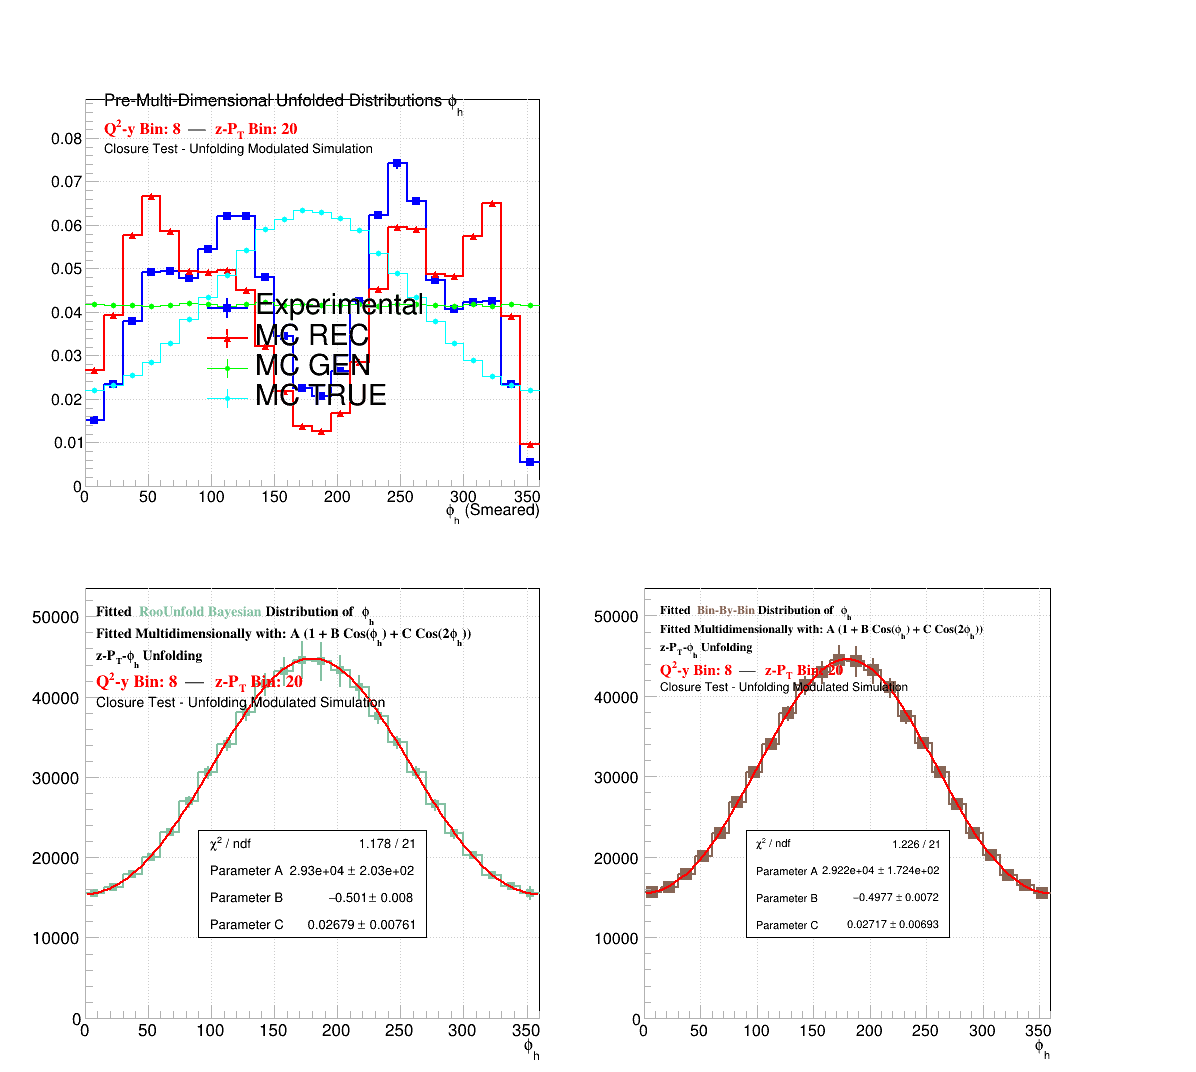 Pre-Multi-Dimensional Unfolded Distributions ϕh
Q²-y Bin: 8 — z-PT Bin: 20
Closure Test - Unfolding Modulated Simulation
0.08
0.07
0.06
0.05
0.04
0.03
0.02
0.01
0
Experimental
MC REC
MC GEN
MC TRUE
0 50 100 150 200 250 300 350
ϕh (Smeared)
Fitted RooUnfold Bayesian Distribution of ϕh
Fitted Multidimensionally with: A (1 + B Cos(ϕh) + C Cos(2ϕh))
z-PT-ϕh Unfolding
Q²-y Bin: 8 — z-PT Bin: 20
Closure Test - Unfolding Modulated Simulation
50000
40000
30000
20000
10000
0
χ² / ndf 1.178 / 21
Parameter A 2.93e+04 ± 2.03e+02
Parameter B −0.501 ± 0.008
Parameter C 0.02679 ± 0.00761
0 50 100 150 200 250 300 350
ϕh
Fitted Bin-By-Bin Distribution of ϕh
Fitted Multidimensionally with: A (1 + B Cos(ϕh) + C Cos(2ϕh))
z-PT-ϕh Unfolding
Q²-y Bin: 8 — z-PT Bin: 20
Closure Test - Unfolding Modulated Simulation
50000
40000
30000
20000
10000
0
χ² / ndf 1.226 / 21
Parameter A 2.922e+04 ± 1.724e+02
Parameter B −0.4977 ± 0.0072
Parameter C 0.02717 ± 0.00693
0 50 100 150 200 250 300 350
ϕh